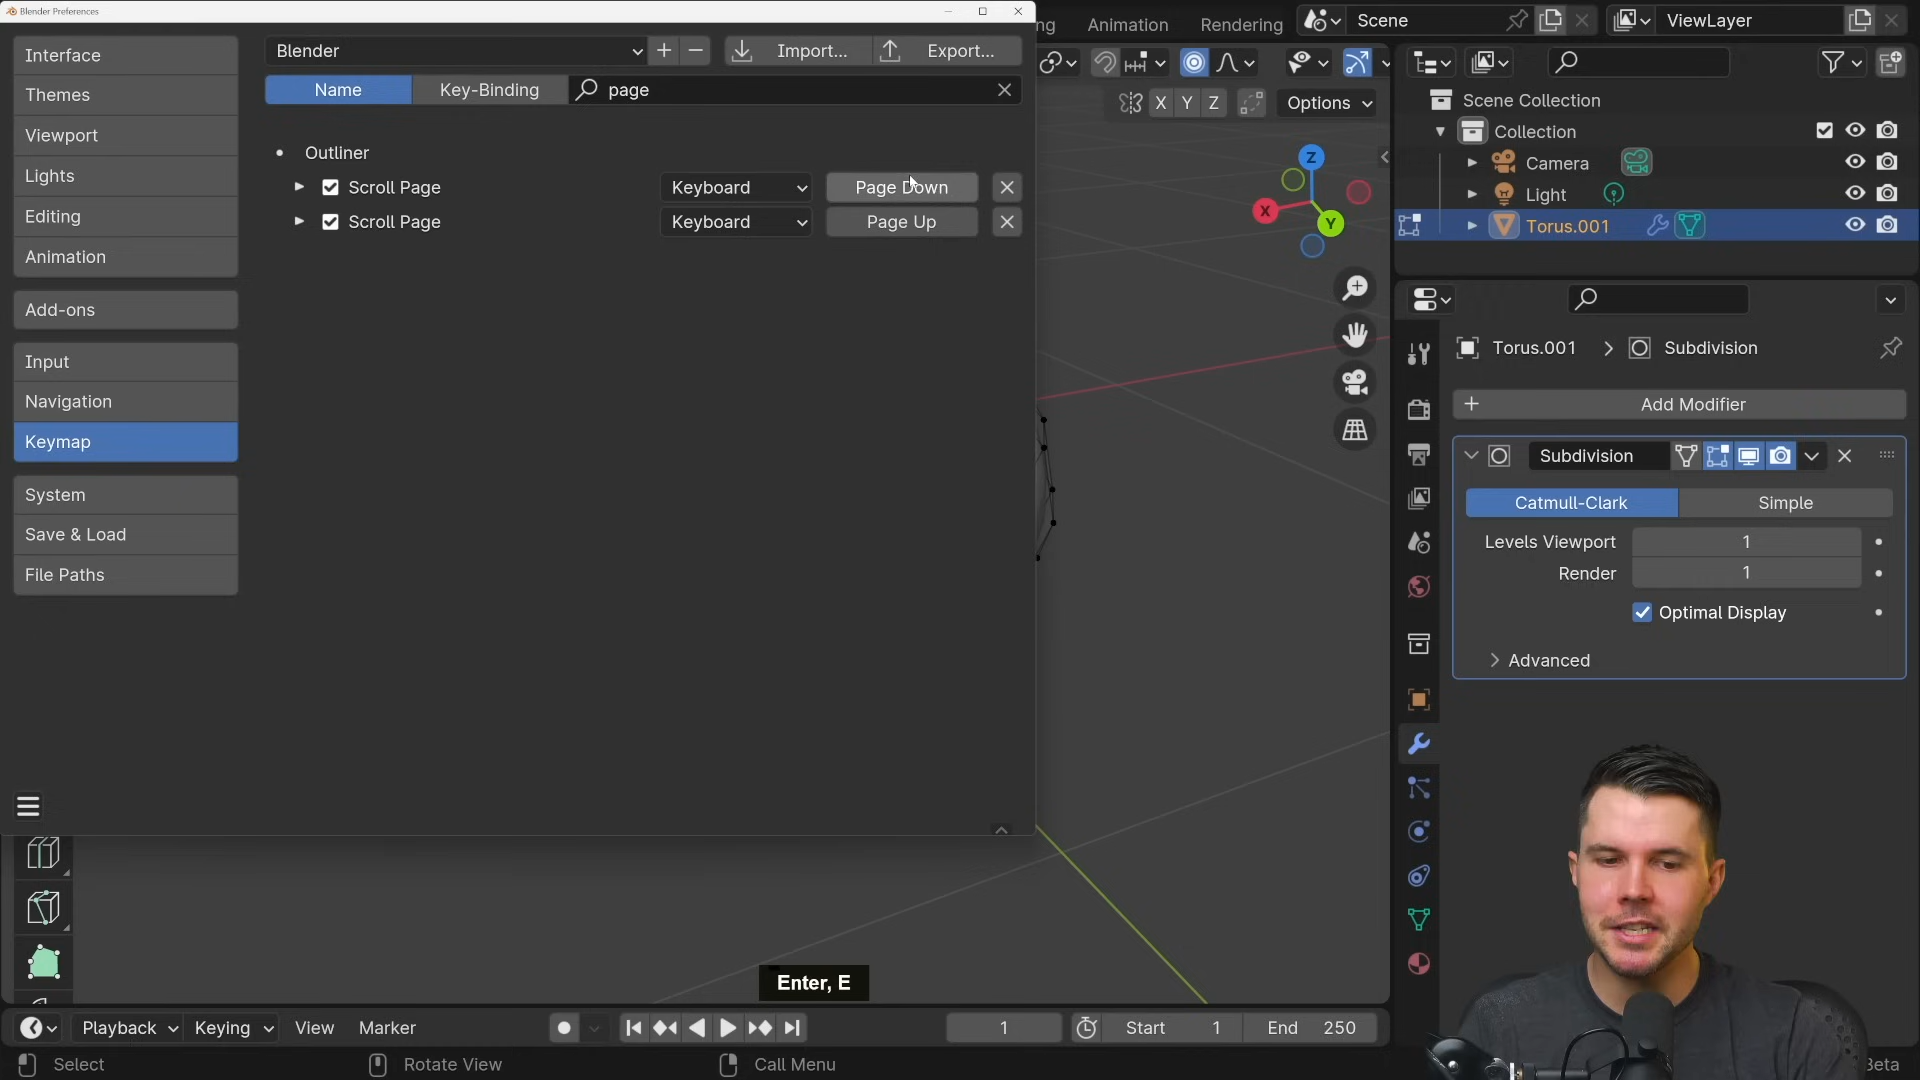 Blender Preferences
Interface
Themes
Viewport
Lights
Editing
Animation
Add-ons
Input
Navigation
Keymap
System
Save & Load
File Paths
Blender
Import...
Export...
Name
Key-Binding
page
Outliner
Scroll Page
Keyboard
Page Down
Scroll Page
Keyboard
Page Up
Animation
Rendering
Scene
ViewLayer
X
Y
Z
Options
Z
X
Y
Scene Collection
Collection
Camera
Light
Torus.001
Torus.001
Subdivision
Add Modifier
Subdivision
Catmull-Clark
Simple
Levels Viewport
1
Render
1
Optimal Display
Advanced
Enter, E
Playback
Keying
View
Marker
1
Start
1
End
250
Select
Rotate View
Call Menu